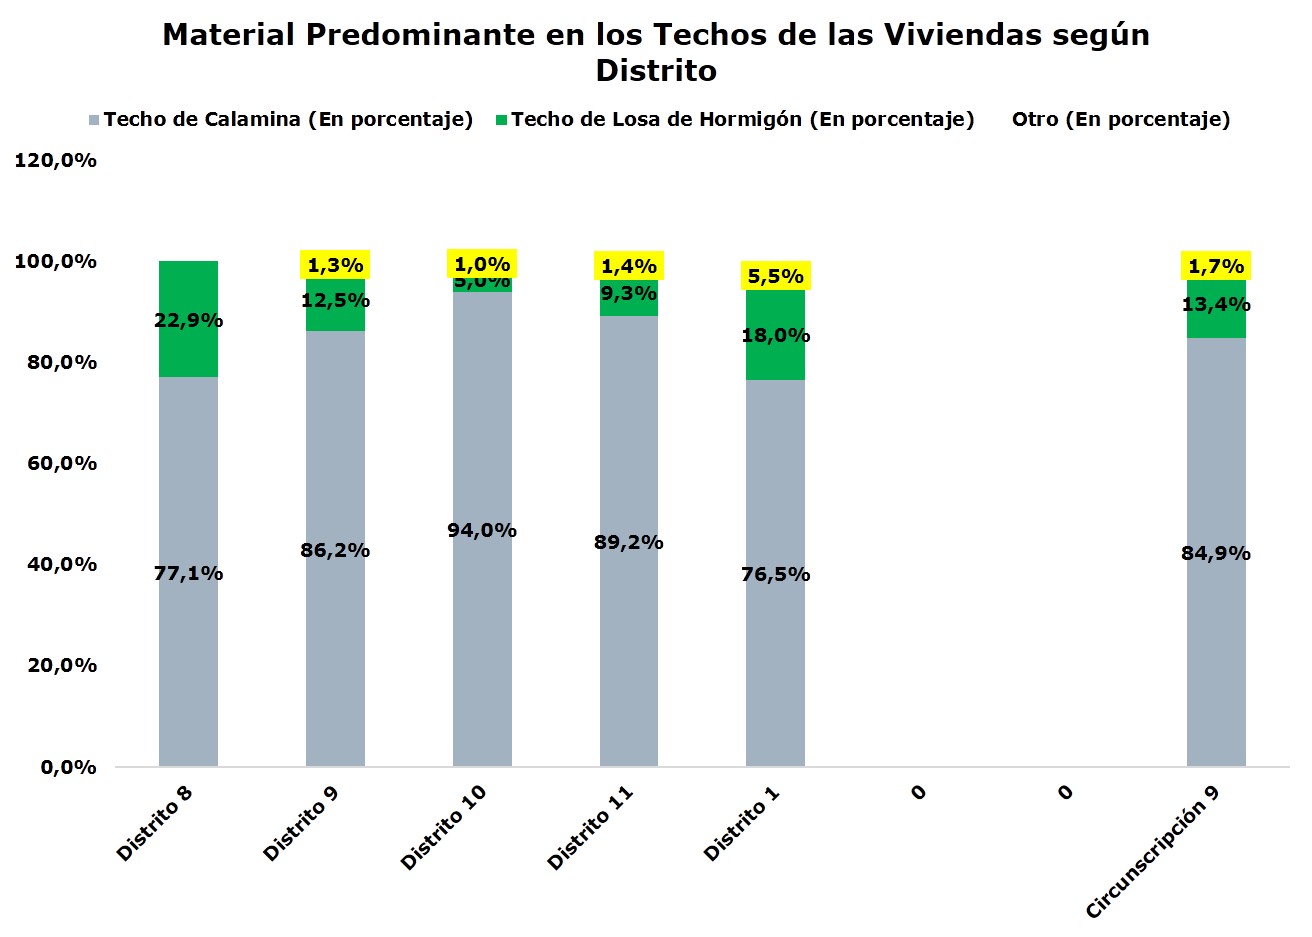 Material Predominante en los Techos de las Viviendas según
Distrito
Techo de Calamina (En porcentaje) Techo de Losa de Hormigón (En porcentaje) Otro (En porcentaje)
120,0%
100,0%
80,0%
60,0%
40,0%
20,0%
0,0%
1,3% 1,0% 1,4% 5,5% 1,7%
22,9% 12,5% 5,0% 9,3% 18,0% 13,4%
77,1% 86,2% 94,0% 89,2% 76,5% 84,9%
Distrito 8
Distrito 9
Distrito 10
Distrito 11
Distrito 1
0
0
Circunscripción 9